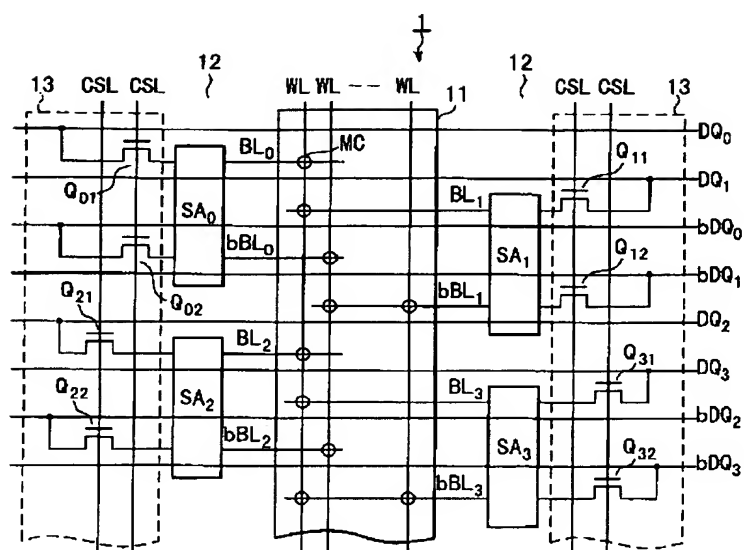 1
12
12
13 CSL CSL
WL WL --- WL
11
CSL CSL 13
BL0
MC
DQ0
Q11
DQ1
QD1
SA0
BL1
bDQ0
bBL0
SA1
Q12
bDQ1
Q21
QD2
bBL1
DQ2
BL2
Q31
DQ3
Q22
SA2
BL3
bDQ2
bBL2
SA3
Q32
bDQ3
bBL3